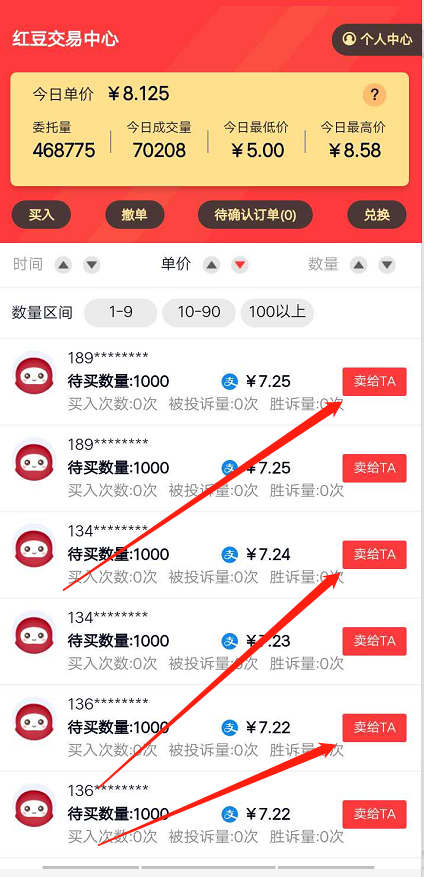 红豆交易中心 个人中心
今日单价 ￥8.125 ?
委托量 今日成交量 今日最低价 今日最高价
468775 70208 ￥5.00 ￥8.58
买入 撤单 待确认订单(0) 兑换
时间 单价 数量
数量区间 1-9 10-90 100以上
189********
待买数量:1000 支 ￥7.25 卖给TA
买入次数:0次 被投诉量:0次 胜诉量:0次
189********
待买数量:1000 支 ￥7.25 卖给TA
买入次数:0次 被投诉量:0次 胜诉量:0次
134********
待买数量:1000 支 ￥7.24 卖给TA
买入次数:0次 被投诉量:0次 胜诉量:0次
134********
待买数量:1000 支 ￥7.23 卖给TA
买入次数:0次 被投诉量:0次 胜诉量:0次
136********
待买数量:1000 支 ￥7.22 卖给TA
买入次数:0次 被投诉量:0次 胜诉量:0次
136********
待买数量:1000 支 ￥7.22 卖给TA
买入次数:0次 被投诉量:0次 胜诉量:0次